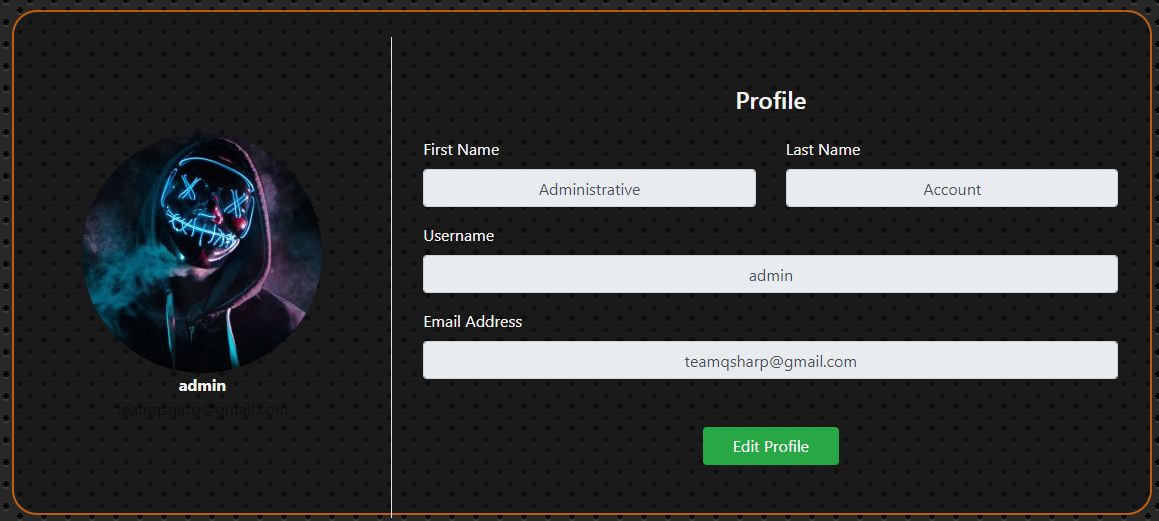 Profile
First Name
Last Name
Administrative
Account
Username
admin
Email Address
teamqsharp@gmail.com
Edit Profile
admin
teamqsharp@gmail.com